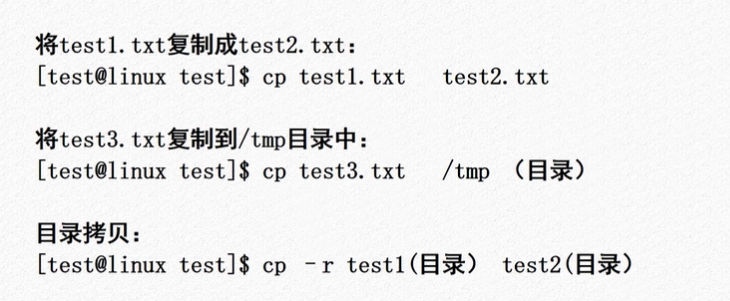 将test1.txt复制成test2.txt：
[test@linux test]$ cp test1.txt   test2.txt
将test3.txt复制到/tmp目录中：
[test@linux test]$ cp test3.txt   /tmp （目录）
目录拷贝：
[test@linux test]$ cp –r test1(目录） test2(目录）